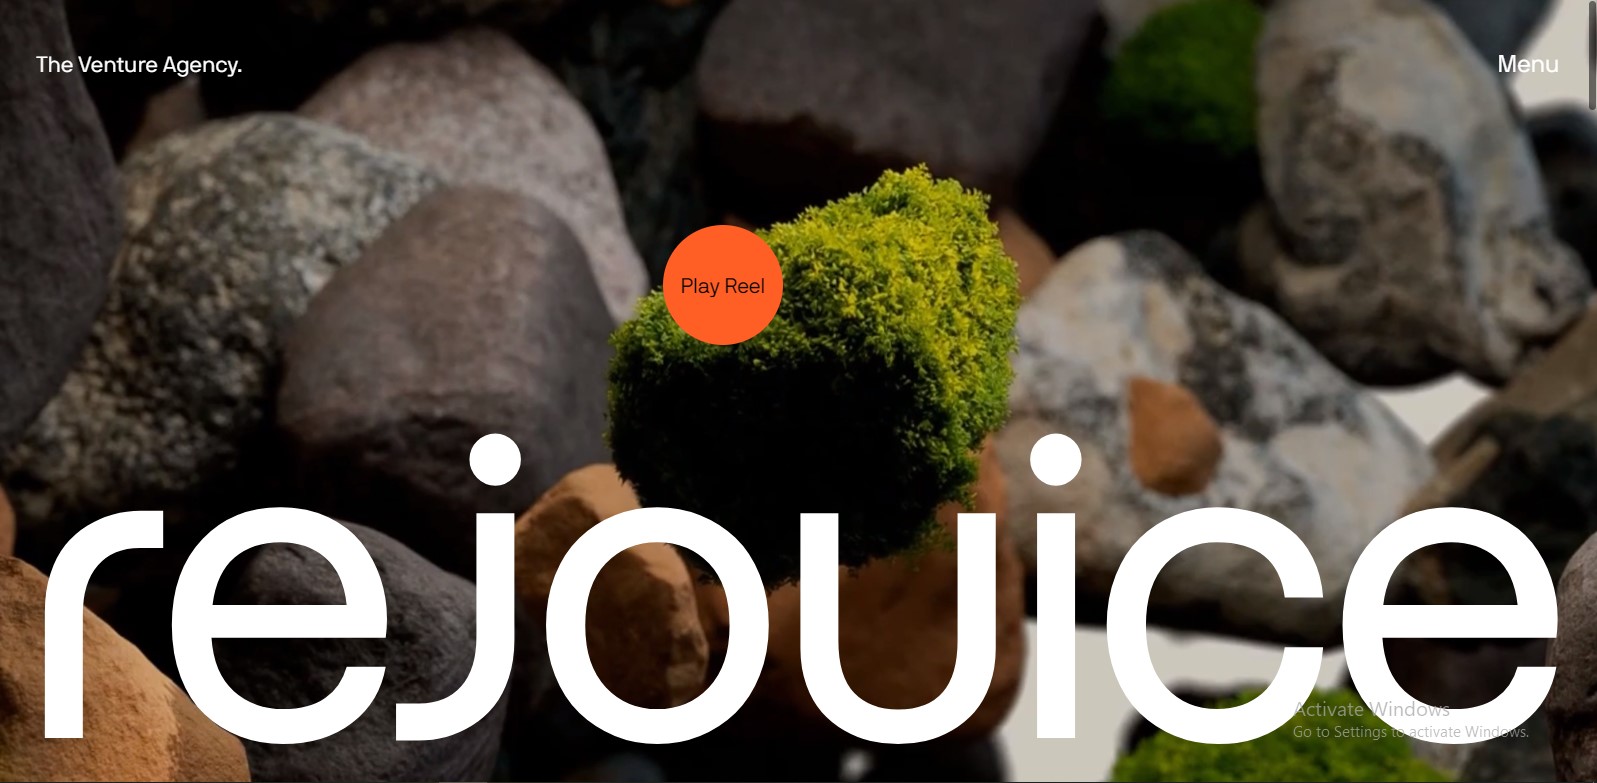 The Venture Agency.
Menu
Play Reel
rejouice
Activate Windows
Go to Settings to activate Windows.